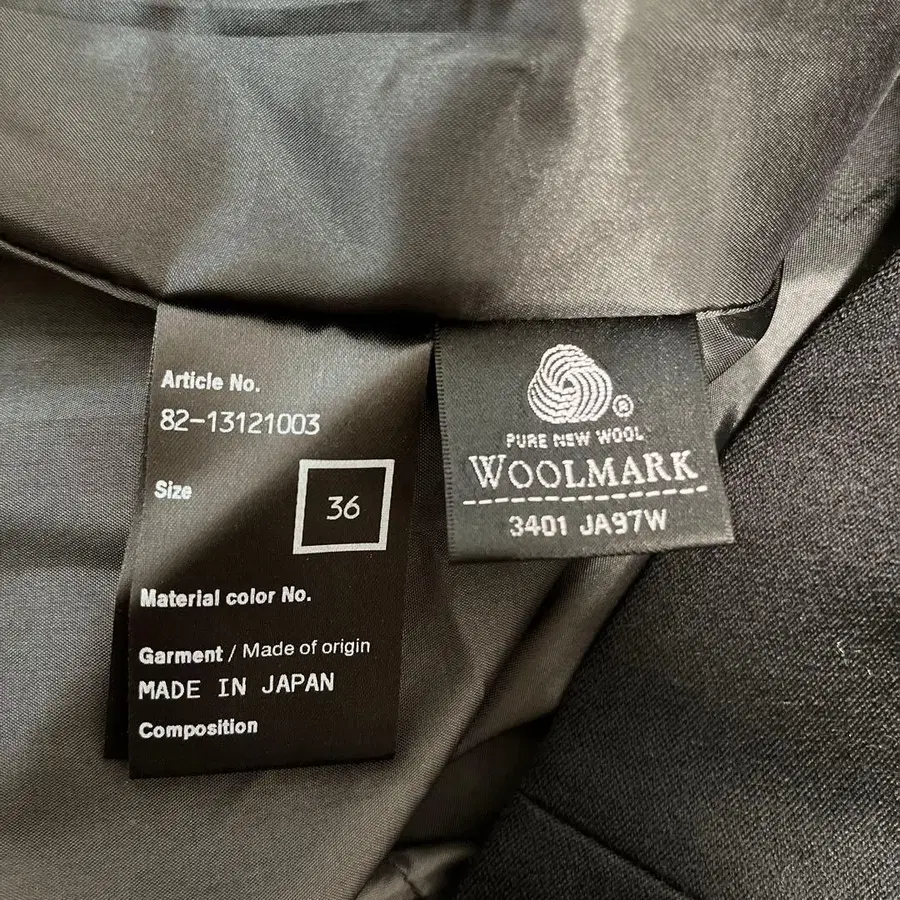 Article No.
82-13121003
Size
36
Material color No.
Garment / Made of origin
MADE IN JAPAN
Composition
®
PURE NEW WOOL
WOOLMARK
3401 JA97W